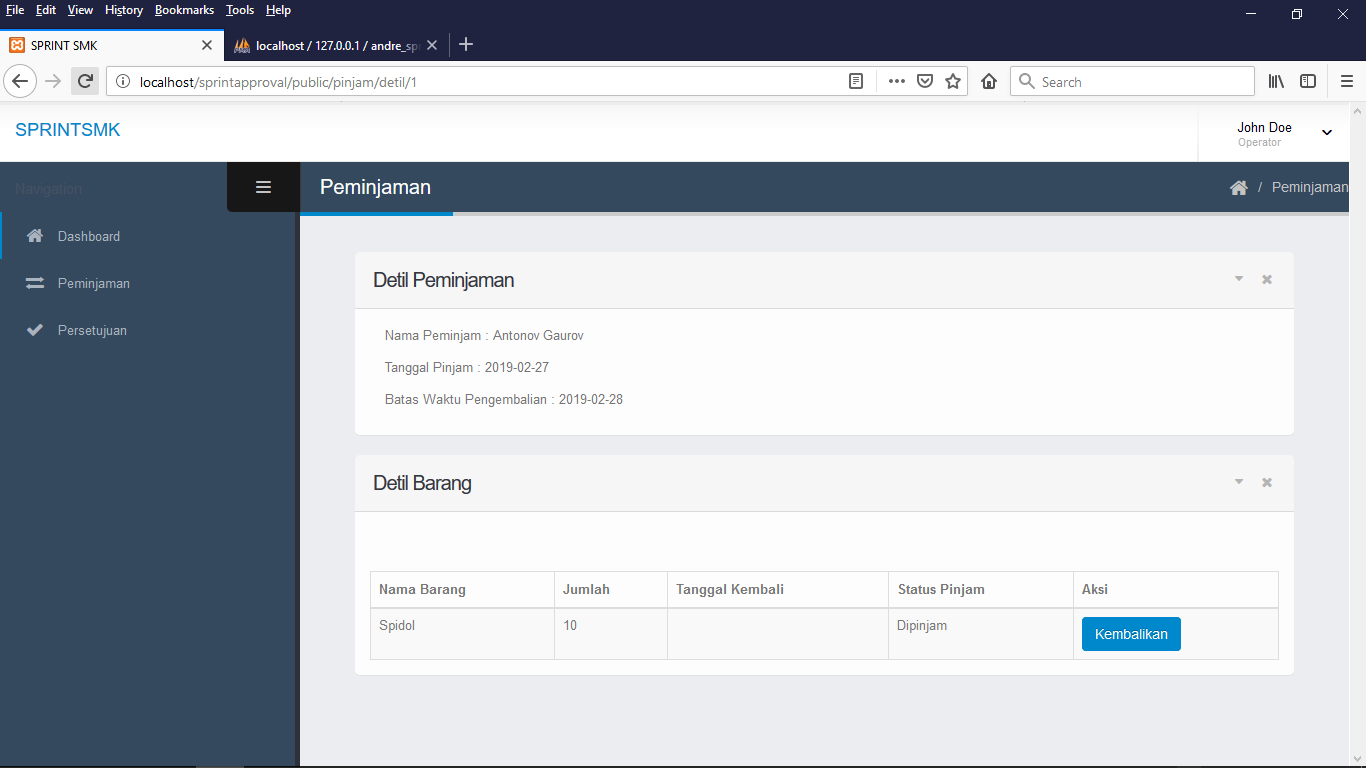 File Edit View History Bookmarks Tools Help
SPRINT SMK
localhost / 127.0.0.1 / andre_sp
localhost/sprintapproval/public/pinjam/detil/1
Search
SPRINTSMK
John Doe
Operator
Navigation
Peminjaman
/ Peminjaman
Dashboard
Peminjaman
Persetujuan
Detil Peminjaman
Nama Peminjam : Antonov Gaurov
Tanggal Pinjam : 2019-02-27
Batas Waktu Pengembalian : 2019-02-28
Detil Barang
Nama Barang Jumlah Tanggal Kembali Status Pinjam Aksi
Spidol 10 Dipinjam Kembalikan